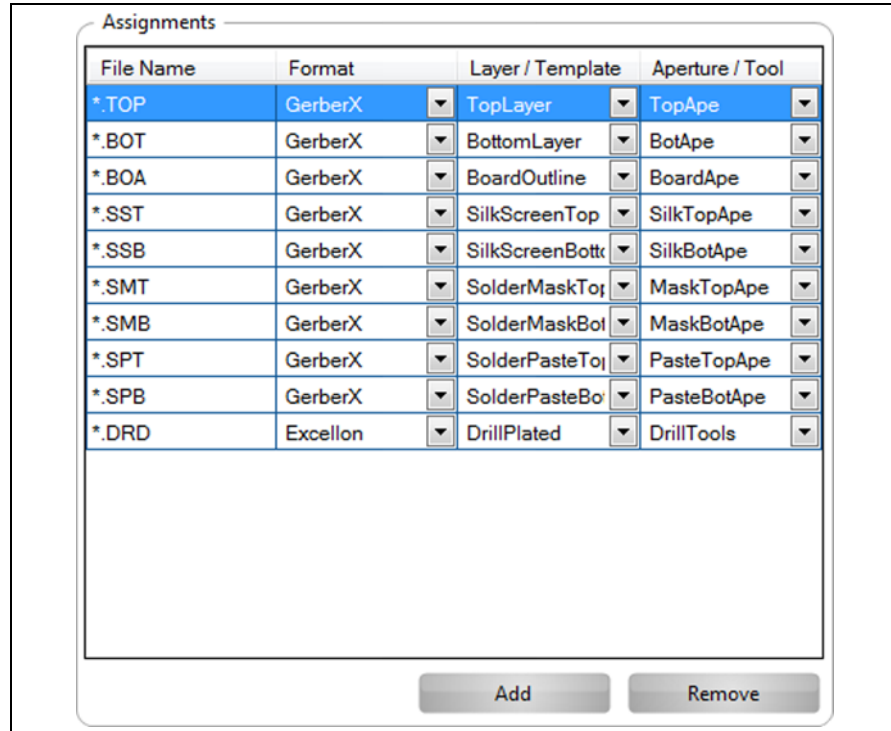 Assignments
File Name Format Layer / Template Aperture / Tool
*.TOP GerberX TopLayer TopApe
*.BOT GerberX BottomLayer BotApe
*.BOA GerberX BoardOutline BoardApe
*.SST GerberX SilkScreenTop SilkTopApe
*.SSB GerberX SilkScreenBott SilkBotApe
*.SMT GerberX SolderMaskTo MaskTopApe
*.SMB GerberX SolderMaskBo MaskBotApe
*.SPT GerberX SolderPasteTo PasteTopApe
*.SPB GerberX SolderPasteBo PasteBotApe
*.DRD Excellon DrillPlated DrillTools
Add Remove